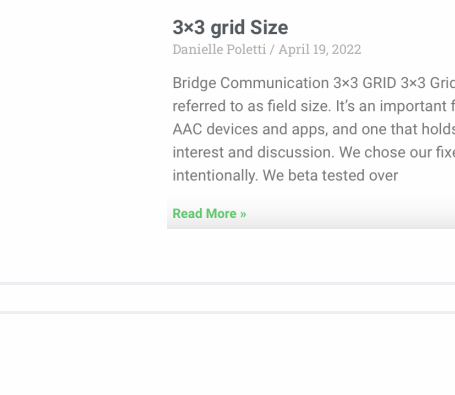 3×3 grid Size
Danielle Poletti / April 19, 2022
Bridge Communication 3×3 GRID 3×3 Grid
referred to as field size. It's an important
AAC devices and apps, and one that holds
interest and discussion. We chose our
intentionally. We beta tested over
Read More »